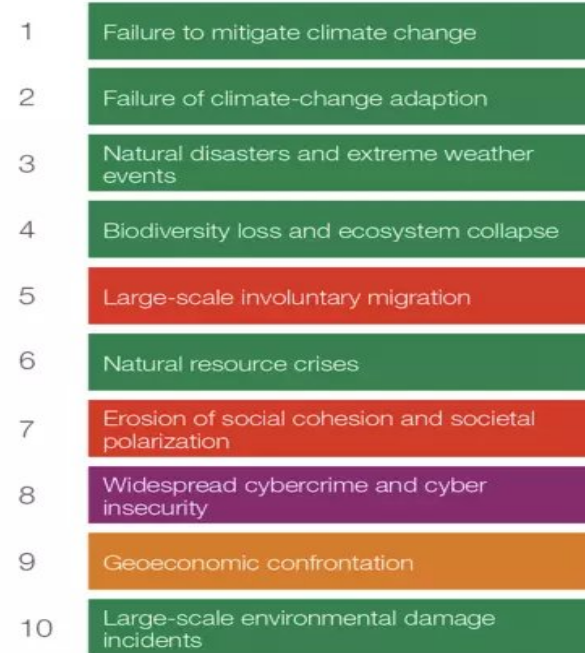 1 Failure to mitigate climate change
2 Failure of climate-change adaption
3 Natural disasters and extreme weather
events
4 Biodiversity loss and ecosystem collapse
5 Large-scale involuntary migration
6 Natural resource crises
7 Erosion of social cohesion and societal
polarization
8 Widespread cybercrime and cyber
insecurity
9 Geoeconomic confrontation
10 Large-scale environmental damage
incidents